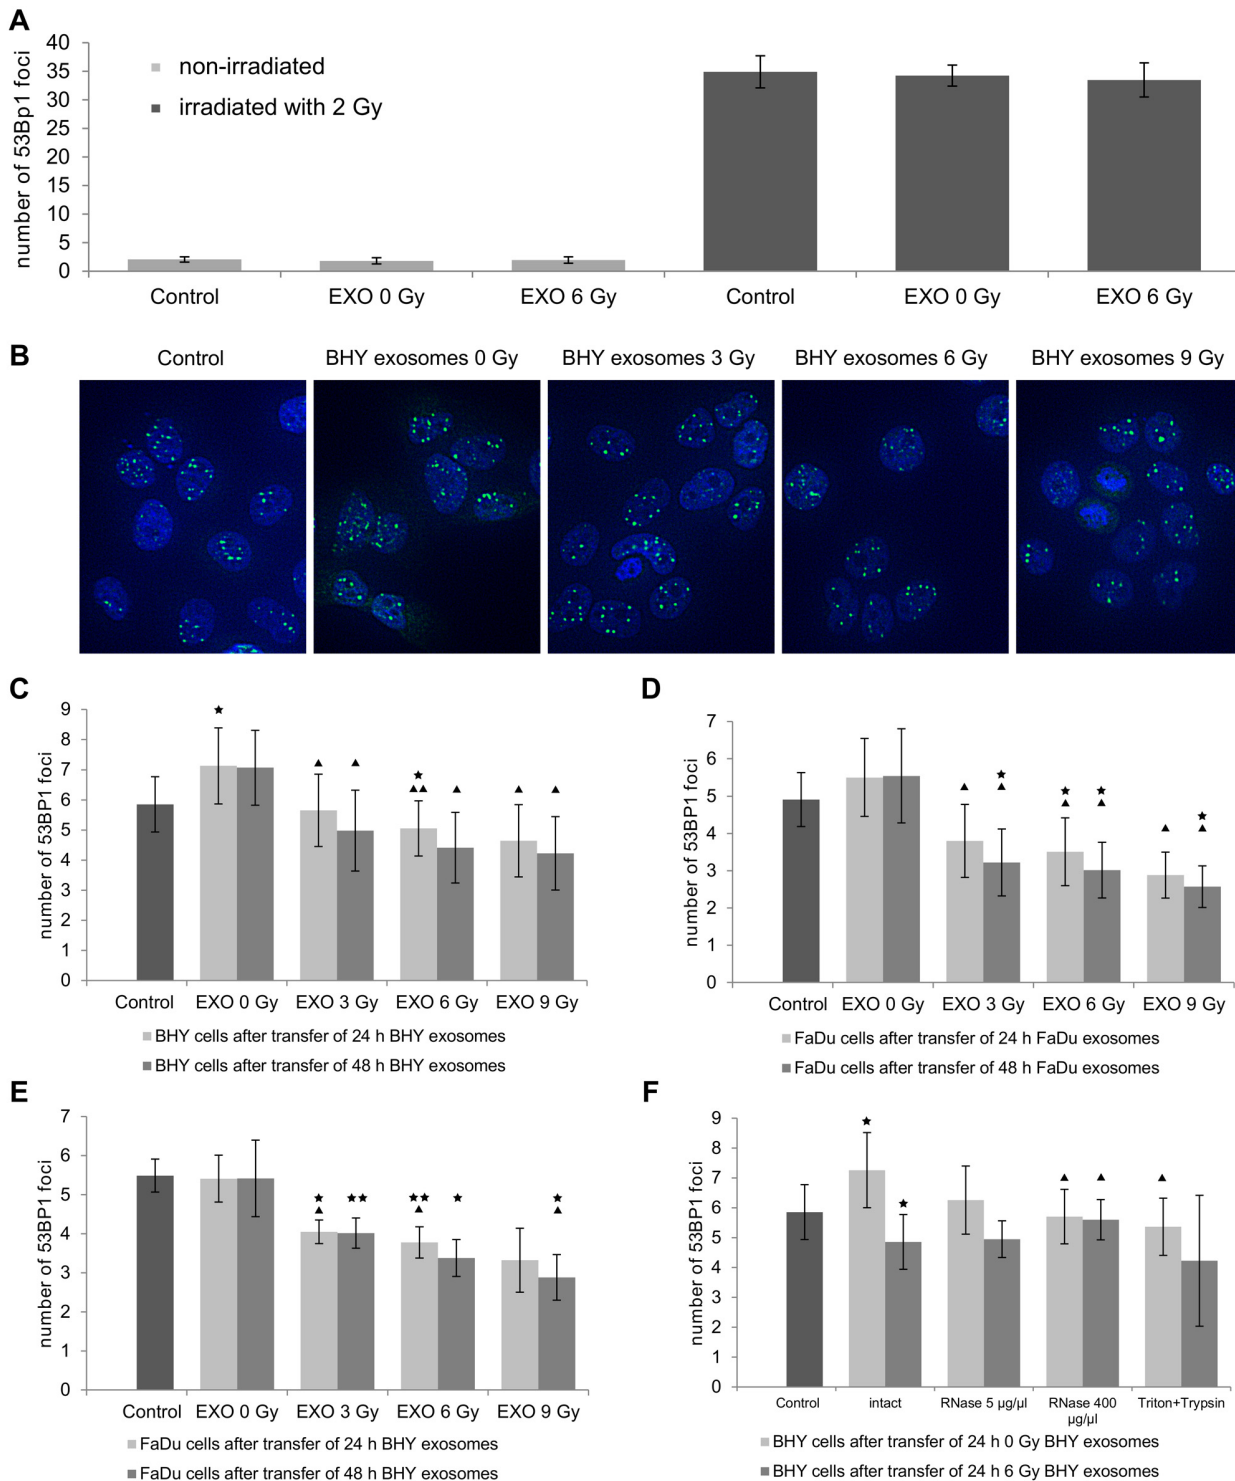 A
number of 53Bp1 foci
40
35
30
25
20
15
10
5
0
non-irradiated
irradiated with 2 Gy
Control EXO 0 Gy EXO 6 Gy Control EXO 0 Gy EXO 6 Gy
B
Control BHY exosomes 0 Gy BHY exosomes 3 Gy BHY exosomes 6 Gy BHY exosomes 9 Gy
C
number of 53BP1 foci
9
8
7
6
5
4
3
2
1
0
Control EXO 0 Gy EXO 3 Gy EXO 6 Gy EXO 9 Gy
BHY cells after transfer of 24 h BHY exosomes
BHY cells after transfer of 48 h BHY exosomes
D
number of 53BP1 foci
7
6
5
4
3
2
1
0
Control EXO 0 Gy EXO 3 Gy EXO 6 Gy EXO 9 Gy
FaDu cells after transfer of 24 h FaDu exosomes
FaDu cells after transfer of 48 h FaDu exosomes
E
number of 53BP1 foci
7
6
5
4
3
2
1
0
Control EXO 0 Gy EXO 3 Gy EXO 6 Gy EXO 9 Gy
FaDu cells after transfer of 24 h BHY exosomes
FaDu cells after transfer of 48 h BHY exosomes
F
number of 53BP1 foci
9
8
7
6
5
4
3
2
1
0
Control intact RNase 5 µg/µl RNase 400 Triton+Trypsin
µg/µl
BHY cells after transfer of 24 h 0 Gy BHY exosomes
BHY cells after transfer of 24 h 6 Gy BHY exosomes